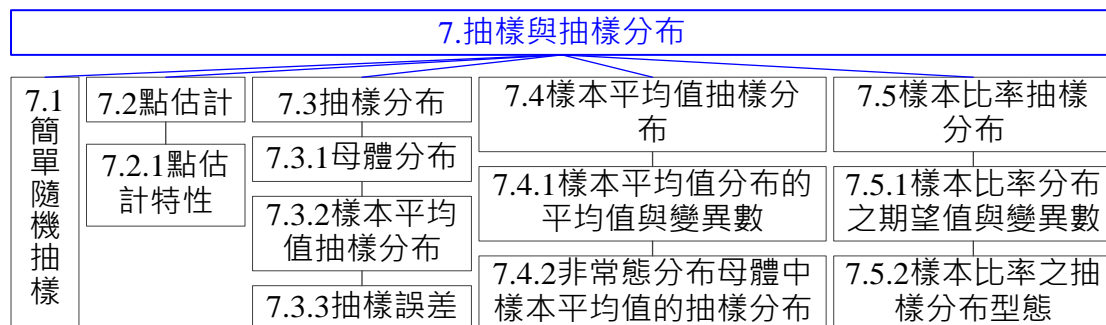 7.抽樣與抽樣分布
7.1
簡
單
隨
機
抽
樣
7.2點估計
7.2.1點估
計特性
7.3抽樣分布
7.3.1母體分布
7.3.2樣本平均
值抽樣分布
7.3.3抽樣誤差
7.4樣本平均值抽樣分
布
7.4.1樣本平均值分布的
平均值與變異數
7.4.2非常態分布母體中
樣本平均值的抽樣分布
7.5樣本比率抽樣
分布
7.5.1樣本比率分布
之期望值與變異數
7.5.2樣本比率之抽
樣分布型態